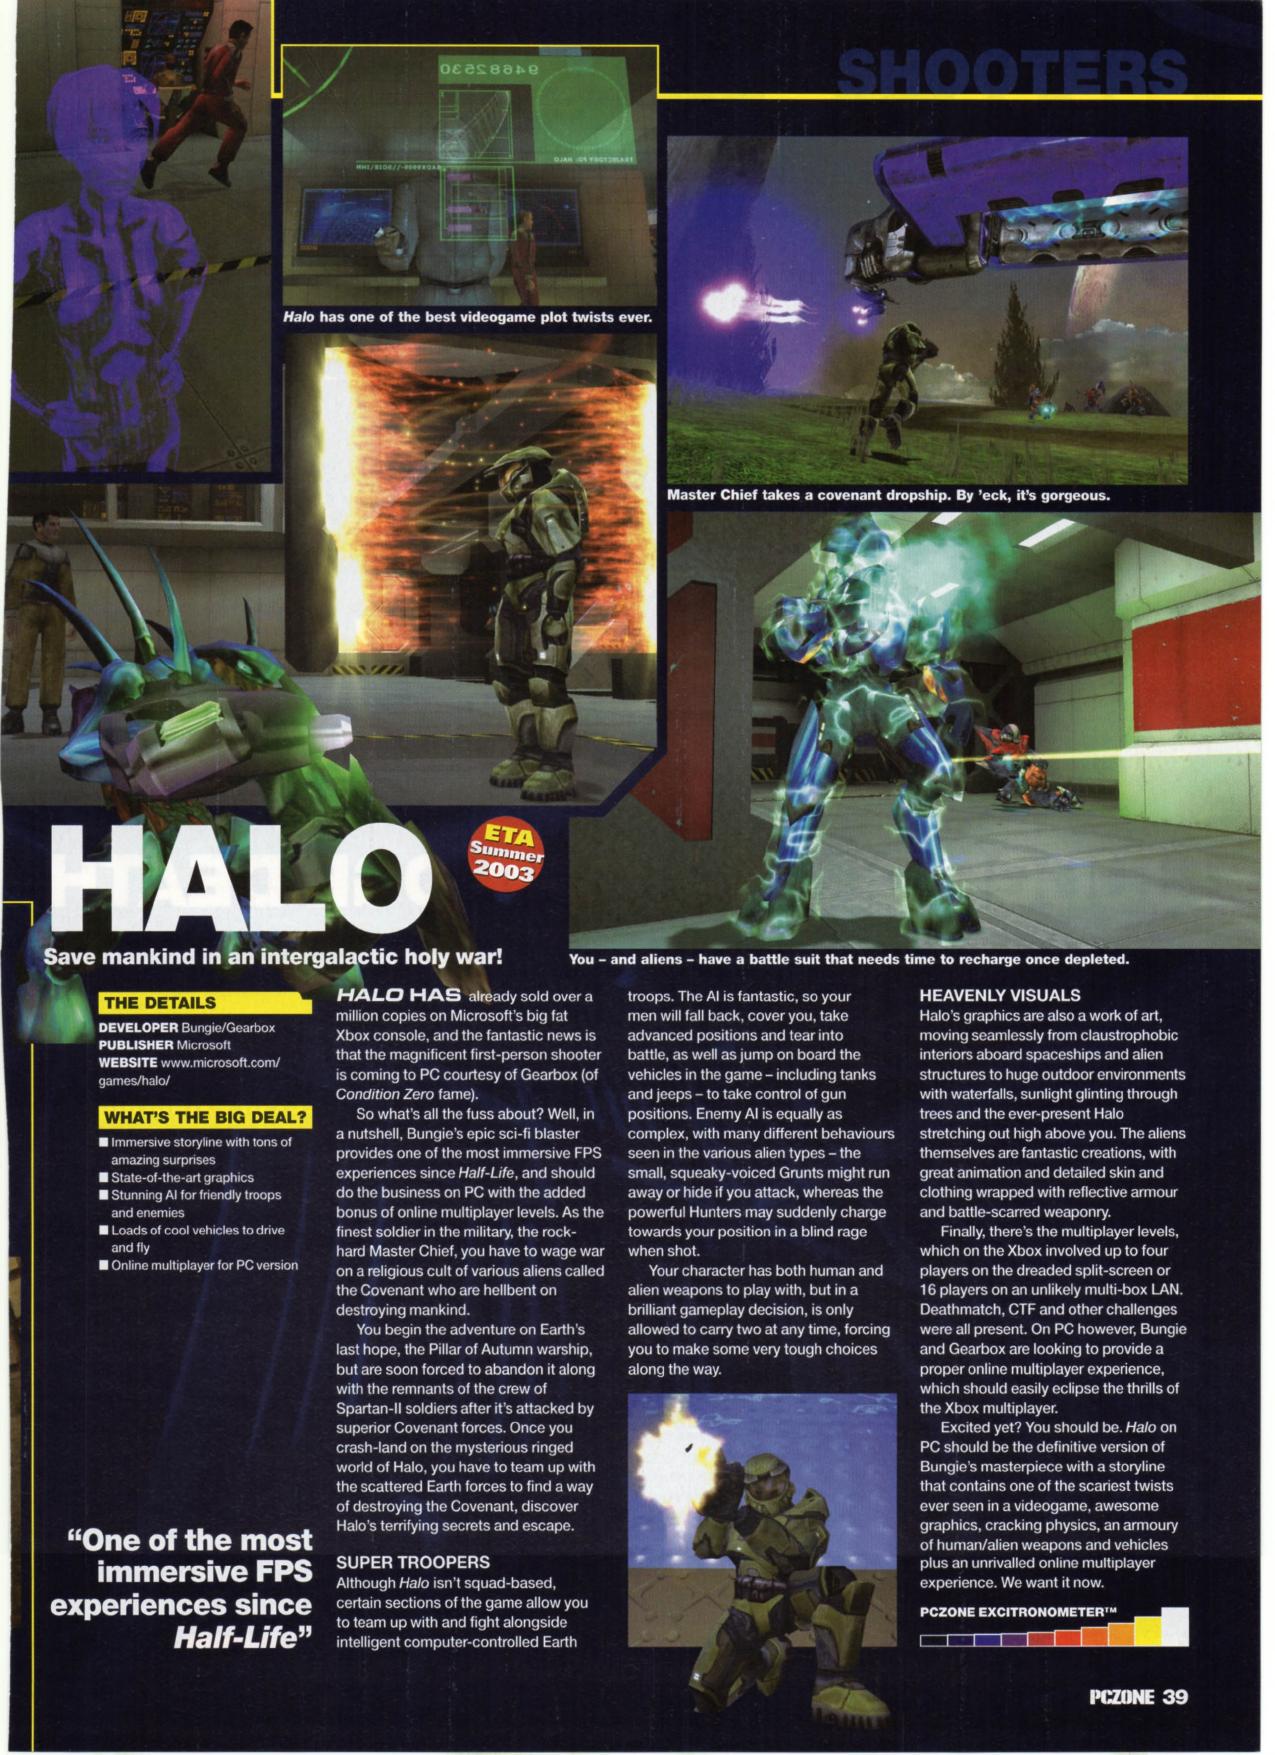 SHOOTERS
94682530
TRAJECTORY FO: HALO
Halo has one of the best videogame plot twists ever.
Master Chief takes a covenant dropship. By 'eck, it's gorgeous.
HALO
ETA
Summer
2003
Save mankind in an intergalactic holy war!
You – and aliens – have a battle suit that needs time to recharge once depleted.
THE DETAILS
DEVELOPER Bungie/Gearbox
PUBLISHER Microsoft
WEBSITE www.microsoft.com/
games/halo/
WHAT'S THE BIG DEAL?
■ Immersive storyline with tons of
amazing surprises
■ State-of-the-art graphics
■ Stunning AI for friendly troops
and enemies
■ Loads of cool vehicles to drive
and fly
■ Online multiplayer for PC version
“One of the most
immersive FPS
experiences since
Half-Life”
HALO HAS already sold over a
million copies on Microsoft's big fat
Xbox console, and the fantastic news is
that the magnificent first-person shooter
is coming to PC courtesy of Gearbox (of
Condition Zero fame).
So what's all the fuss about? Well, in
a nutshell, Bungie's epic sci-fi blaster
provides one of the most immersive FPS
experiences since Half-Life, and should
do the business on PC with the added
bonus of online multiplayer levels. As the
finest soldier in the military, the rock-
hard Master Chief, you have to wage war
on a religious cult of various aliens called
the Covenant who are hellbent on
destroying mankind.
You begin the adventure on Earth's
last hope, the Pillar of Autumn warship,
but are soon forced to abandon it along
with the remnants of the crew of
Spartan-II soldiers after it's attacked by
superior Covenant forces. Once you
crash-land on the mysterious ringed
world of Halo, you have to team up with
the scattered Earth forces to find a way
of destroying the Covenant, discover
Halo's terrifying secrets and escape.
SUPER TROOPERS
Although Halo isn't squad-based,
certain sections of the game allow you
to team up with and fight alongside
intelligent computer-controlled Earth
troops. The AI is fantastic, so your
men will fall back, cover you, take
advanced positions and tear into
battle, as well as jump on board the
vehicles in the game – including tanks
and jeeps – to take control of gun
positions. Enemy AI is equally as
complex, with many different behaviours
seen in the various alien types – the
small, squeaky-voiced Grunts might run
away or hide if you attack, whereas the
powerful Hunters may suddenly charge
towards your position in a blind rage
when shot.
Your character has both human and
alien weapons to play with, but in a
brilliant gameplay decision, is only
allowed to carry two at any time, forcing
you to make some very tough choices
along the way.
HEAVENLY VISUALS
Halo's graphics are also a work of art,
moving seamlessly from claustrophobic
interiors aboard spaceships and alien
structures to huge outdoor environments
with waterfalls, sunlight glinting through
trees and the ever-present Halo
stretching out high above you. The aliens
themselves are fantastic creations, with
great animation and detailed skin and
clothing wrapped with reflective armour
and battle-scarred weaponry.
Finally, there's the multiplayer levels,
which on the Xbox involved up to four
players on the dreaded split-screen or
16 players on an unlikely multi-box LAN.
Deathmatch, CTF and other challenges
were all present. On PC however, Bungie
and Gearbox are looking to provide a
proper online multiplayer experience,
which should easily eclipse the thrills of
the Xbox multiplayer.
Excited yet? You should be. Halo on
PC should be the definitive version of
Bungie's masterpiece with a storyline
that contains one of the scariest twists
ever seen in a videogame, awesome
graphics, cracking physics, an armoury
of human/alien weapons and vehicles
plus an unrivalled online multiplayer
experience. We want it now.
PCZONE EXCITRONOMETER™
PCZONE 39